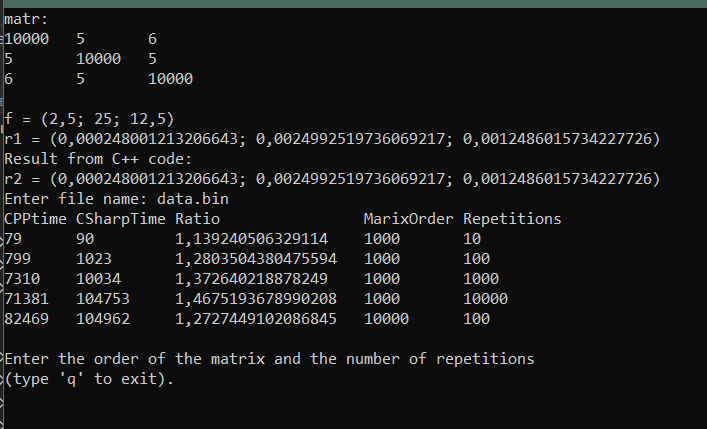 matr:
10000 5 6
5 10000 5
6 5 10000
f = (2,5; 25; 12,5)
r1 = (0,000248001213206643; 0,0024992519736069217; 0,0012486015734227726)
Result from C++ code:
r2 = (0,000248001213206643; 0,0024992519736069217; 0,0012486015734227726)
Enter file name: data.bin
CPPtime CSharpTime Ratio MarixOrder Repetitions
79 90 1,139240506329114 1000 10
799 1023 1,2803504380475594 1000 100
7310 10034 1,372640218878249 1000 1000
71381 104753 1,4675193678990208 1000 10000
82469 104962 1,2727449102086845 10000 100
Enter the order of the matrix and the number of repetitions
(type 'q' to exit).